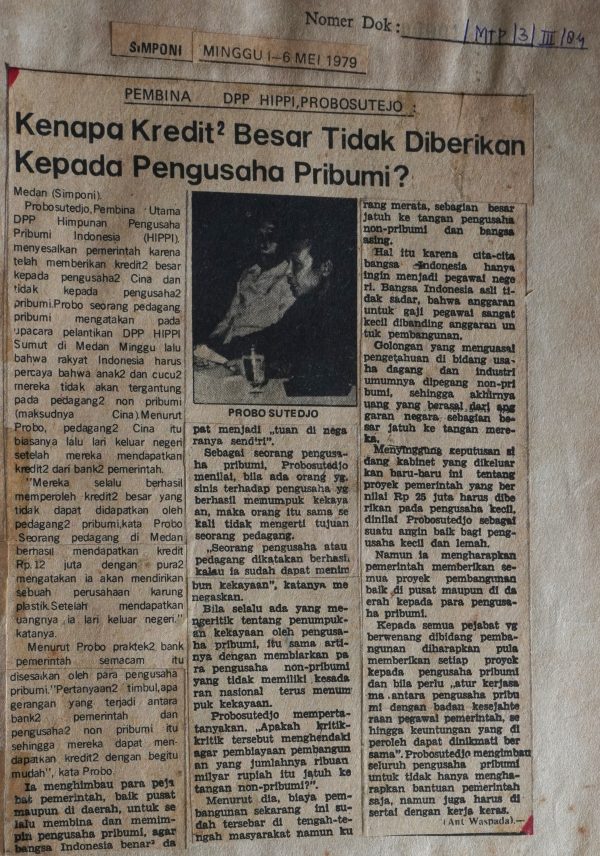 Nomer Dok: / MTP / 3 / III / 84
SiMPONI MINGGU I-6 MEI 1979
PEMBINA DPP HIPPI,PROBOSUTEJO :
Kenapa Kredit² Besar Tidak Diberikan
Kepada Pengusaha Pribumi?
Medan (Simponi).
Probosutedjo,Pembina Utama
DPP Himpunan Pengusaha
Pribumi Indonesia (HIPPI),
menyesalkan pemerintah karena
telah memberikan kredit2 besar
kepada pengusaha2 Cina dan
tidak kepada pengusaha2
pribumi.Probo seorang pedagang
pribumi mengatakan pada
upacara pelantikan DPP HIPPI
Sumut di Medan Minggu lalu
bahwa rakyat Indonesia harus
percaya bahwa anak2 dan cucu2
mereka tidak akan tergantung
pada pedagang2 non pribumi
(maksudnya Cina).Menurut
Probo, pedagang2 Cina itu
biasanya lalu lari keluar negeri
setelah mereka mendapatkan
kredit2 dari bank2 pemerintah.
"Mereka selalu berhasil
memperoleh kredit2 besar yang
tidak dapat didapatkan oleh
pedagang2 pribumi,kata Probo
.Seorang pedagang di Medan
berhasil mendapatkan kredit
Rp.12 juta dengan pura2
mengatakan ia akan mendirikan
sebuah perusahaan karung
plastik.Setelah mendapatkan
uangnya ia lari keluar negeri."
katanya.
Menurut Probo praktek2 bank
pemerintah semacam itu
disesalkan oleh para pengusaha
pribumi."Pertanyaan2 timbul,apa
gerangan yang terjadi antara
bank2 pemerintah dan
pengusaha2 non pribumi itu
sehingga mereka dapat men-
dapatkan kredit2 dengan begitu
mudah", kata Probo.
Ia menghimbau para peja
bat pemerintah, baik pusat
maupun di daerah, untuk se
lalu membina dan memim-
pin pengusaha pribumi, agar
bangsa Indonesia benar² da
PROBO SUTEDJO
pat menjadi „tuan di nega
ranya sendiri".
Sebagai seorang pengusa-
ha pribumi, Probosutedjo
menilai, bila ada orang yg.
sinis terhadap pengusaha yg
berhasil menumpuk kekaya
an, maka orang itu sama se
kali tidak mengerti tujuan
seorang pedagang.
„Seorang pengusaha atau
pedagang dikatakan berhasil
kalau ia sudah dapat menim
bun kekayaan", katanya me
negaskan.
Bila selalu ada yang me-
ngeritik tentang penumpuk-
an kekayaan oleh pengusa-
ha pribumi, itu sama arti-
nya dengan membiarkan pa
ra pengusaha non-pribumi
yang tidak memiliki kesada
ran nasional terus menum
puk kekayaan.
Probosutedjo memperta-
tanyakan. „Apakah kritik-
kritik tersebut menghendaki
agar pembiayaan pembangun
an yang jumlahnya ribuan
milyar rupiah itu jatuh ke
tangan non-pribumi?".
Menurut dia, biaya pem-
bangunan sekarang ini su-
dah tersebar di tengah-te-
ngah masyarakat namun ku
rang merata, sebagian besar
jatuh ke tangan pengusaha
non-pribumi dan bangsa
asing.
Hal itu karena cita-cita
bangsa Indonesia hanya
ingin menjadi pegawai nege
ri. Bangsa Indonesia asli ti-
dak sadar, bahwa anggaran
untuk gaji pegawai sangat
kecil dibanding anggaran un
tuk pembangunan.
Golongan yang menguasai
pengetahuan di bidang usa-
ha dagang dan industri
umumnya dipegang non-pri
bumi, sehingga akhirnya
uang yang berasal dari ang
garan negara sebagian be-
sar jatuh ke tangan mere-
ka.
Menyinggung keputusan si
dang kabinet yang dikeluar
kan baru-baru ini tentang
proyek pemerintah yang ber
nilai Rp 25 juta harus dibe
rikan pada pengusaha kecil,
dinilai Probosutedjo sebagai
suatu angin baik bagi peng-
usaha kecil dan lemah.
Namun ia mengharapkan
pemerintah memberikan se-
mua proyek pembangunan
baik di pusat maupun di da
erah kepada para pengusa-
ha pribumi.
Kepada semua pejabat yg
berwenang dibidang pemba-
ngunan diharapkan pula
memberikan setiap proyek
kepada pengusaha pribumi
dan bila perlu „atur kerjasa
ma antara pengusaha pribu
mi dengan badan kesejahte
raan pegawai pemerintah, se
hingga keuntungan yang di
peroleh dapat dinikmati ber
sama". Probosutedjo mengimbau
seluruh pengusaha pribumi
untuk tidak hanya mengha-
rapkan bantuan pemerintah
saja, namun juga harus di
sertai dengan kerja keras.
(Ant Waspada).—